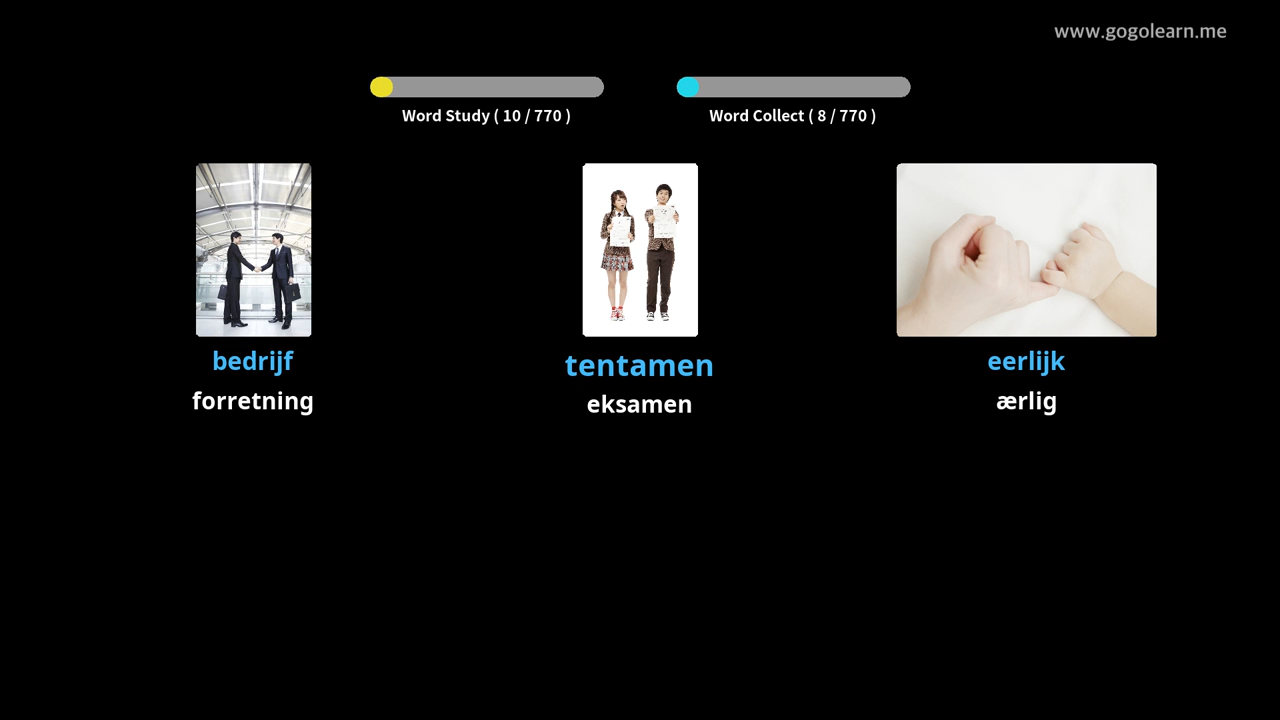 www.gogolearn.me
Word Study ( 10 / 770 )
Word Collect ( 8 / 770 )
bedrijf
forretning
tentamen
eksamen
eerlijk
ærlig